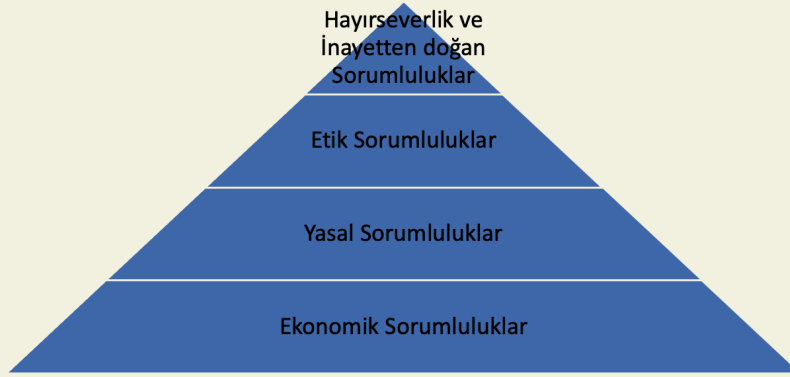 Hayırseverlik ve
İnayetten doğan
Sorumluluklar
Etik Sorumluluklar
Yasal Sorumluluklar
Ekonomik Sorumluluklar